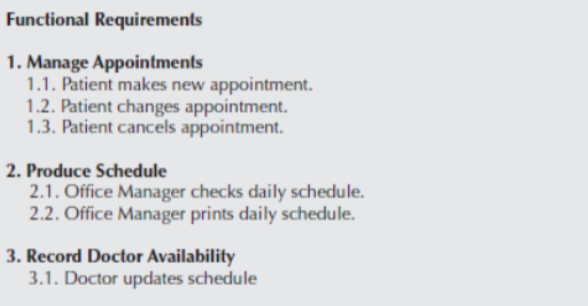 Functional Requirements
1. Manage Appointments
1.1. Patient makes new appointment.
1.2. Patient changes appointment.
1.3. Patient cancels appointment.
2. Produce Schedule
2.1. Office Manager checks daily schedule.
2.2. Office Manager prints daily schedule.
3. Record Doctor Availability
3.1. Doctor updates schedule